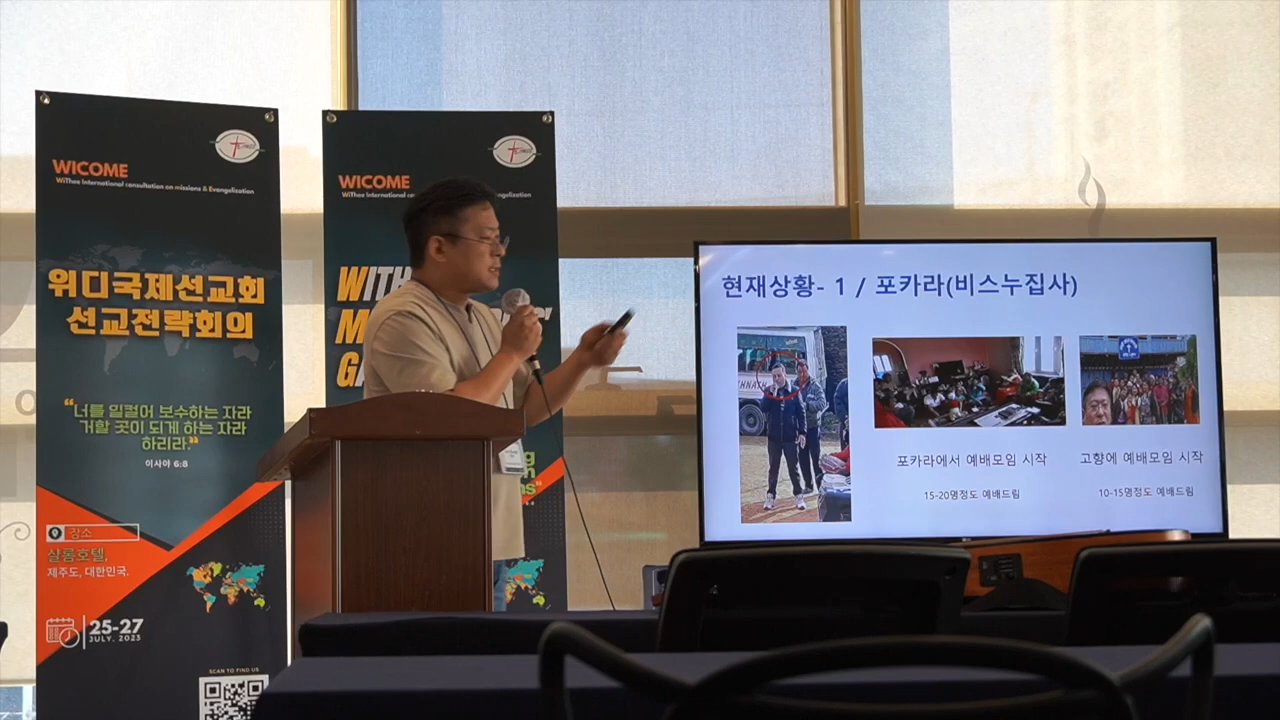 WICOME
WiThee International consultation on missions & Evangelization
위디국제선교회
선교전략회의
"너를 밀컬어 보수하는 자라
거할 곳이 되게 하는 자라
하리라."
이사야 6:8
장소
샬롬호텔,
제주도, 대한민국.
25-27
JULY, 2023
SCAN TO FIND US
WICOME
WiThee International
WITH
M
GA
현재상황- 1 / 포카라(비스누집사)
포카라에서 예배모임 시작
15-20명정도 예배드림
고향에 예배모임 시작
10-15명정도 예배드림